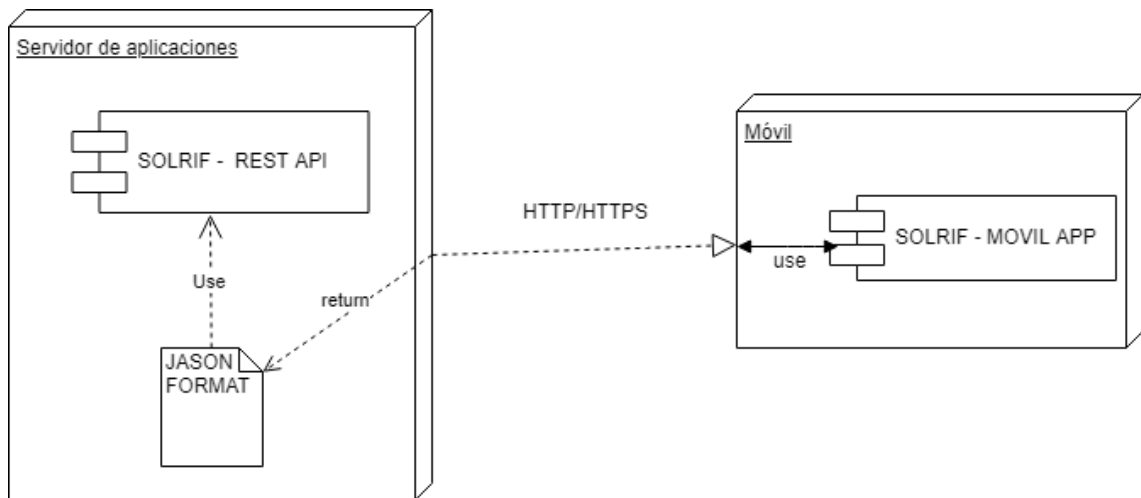 Servidor de aplicaciones
SOLRIF - REST API
Use
return
JASON
FORMAT
HTTP/HTTPS
Móvil
SOLRIF - MOVIL APP
use